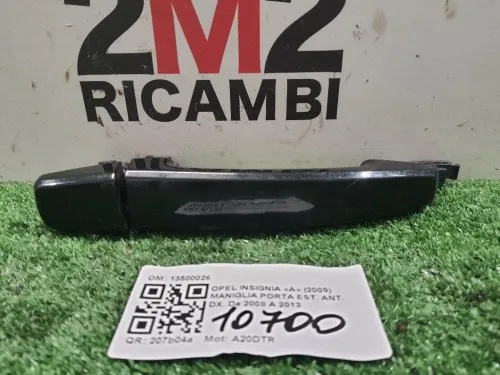 2M2
RICAMBI
OM: 13500026
OPEL INSIGNIA «A» (2009)
MANIGLIA PORTA EST. ANT.
DX. Da 2008 A 2013
10700
QR: 207b04a Mot: A20DTR